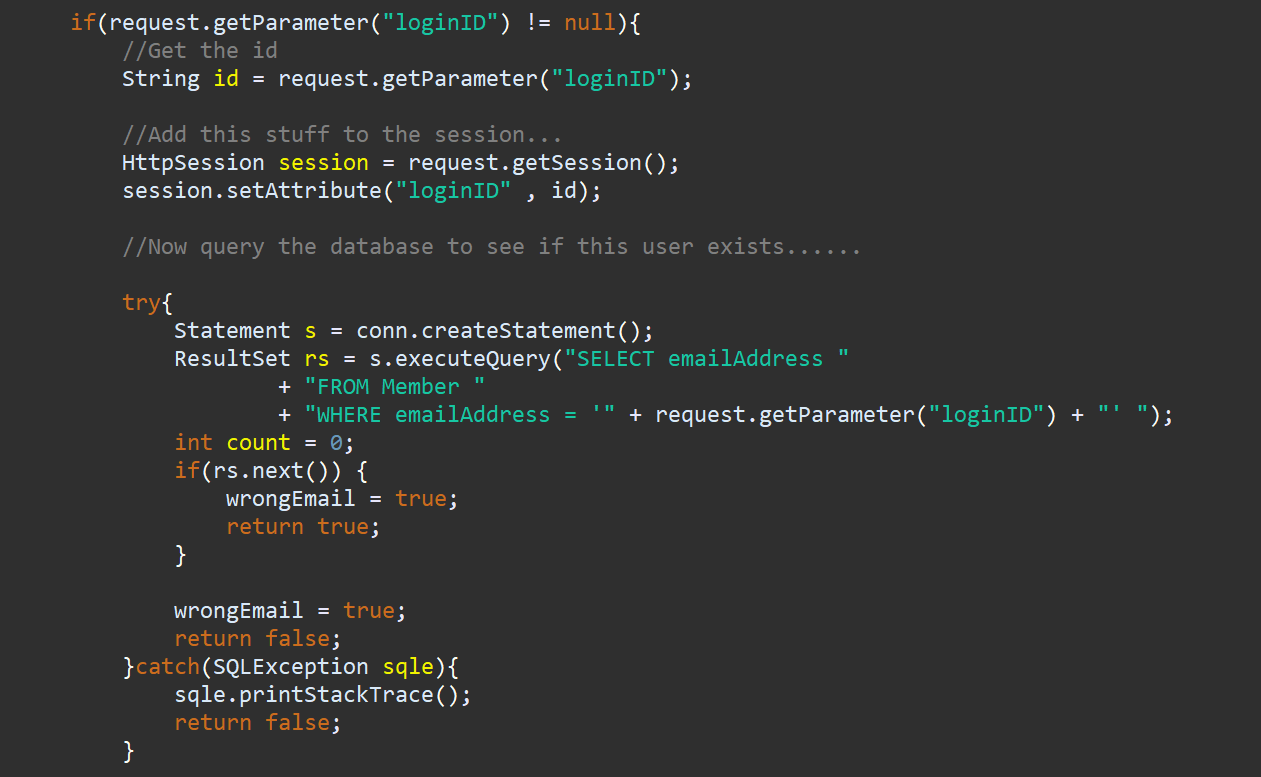 if(request.getParameter("loginID") != null){
//Get the id
String id = request.getParameter("loginID");
//Add this stuff to the session...
HttpSession session = request.getSession();
session.setAttribute("loginID" , id);
//Now query the database to see if this user exists......
try{
Statement s = conn.createStatement();
ResultSet rs = s.executeQuery("SELECT emailAddress "
+ "FROM Member "
+ "WHERE emailAddress = '" + request.getParameter("loginID") + "' ");
int count = 0;
if(rs.next()) {
wrongEmail = true;
return true;
}
wrongEmail = true;
return false;
}catch(SQLException sqle){
sqle.printStackTrace();
return false;
}